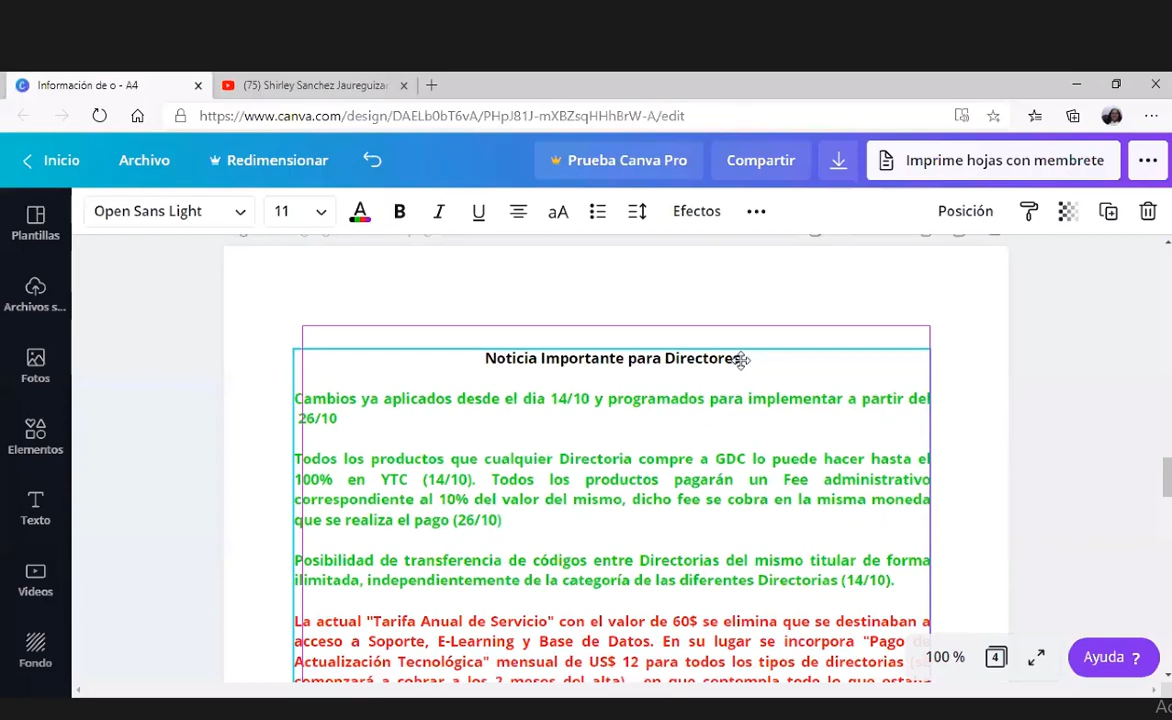 Información de o - A4
(75) Shirley Sanchez Jaureguiza
https://www.canva.com/design/DAELb0bT6vA/PHpJ81J-mXBZsqHHhBrW-A/edit
Inicio
Archivo
Redimensionar
Prueba Canva Pro
Compartir
Imprime hojas con membrete
Open Sans Light
11
A
B
I
U
aA
Efectos
Posición
Plantillas
Archivos s...
Fotos
Elementos
Texto
Videos
Fondo
Noticia Importante para Directores
Cambios ya aplicados desde el dia 14/10 y programados para implementar a partir del
26/10
Todos los productos que cualquier Directoria compre a GDC lo puede hacer hasta el
100% en YTC (14/10). Todos los productos pagarán un Fee administrativo
correspondiente al 10% del valor del mismo, dicho fee se cobra en la misma moneda
que se realiza el pago (26/10)
Posibilidad de transferencia de códigos entre Directorias del mismo titular de forma
ilimitada, independientemente de la categoría de las diferentes Directorias (14/10).
La actual "Tarifa Anual de Servicio" con el valor de 60$ se elimina que se destinaban a
acceso a Soporte, E-Learning y Base de Datos. En su lugar se incorpora "Pago de
Actualización Tecnológica" mensual de US$ 12 para todos los tipos de directorias (se
comenzará a cobrar a los 2 meses del alta), en que contempla todo lo que
100 %
4
Ayuda ?